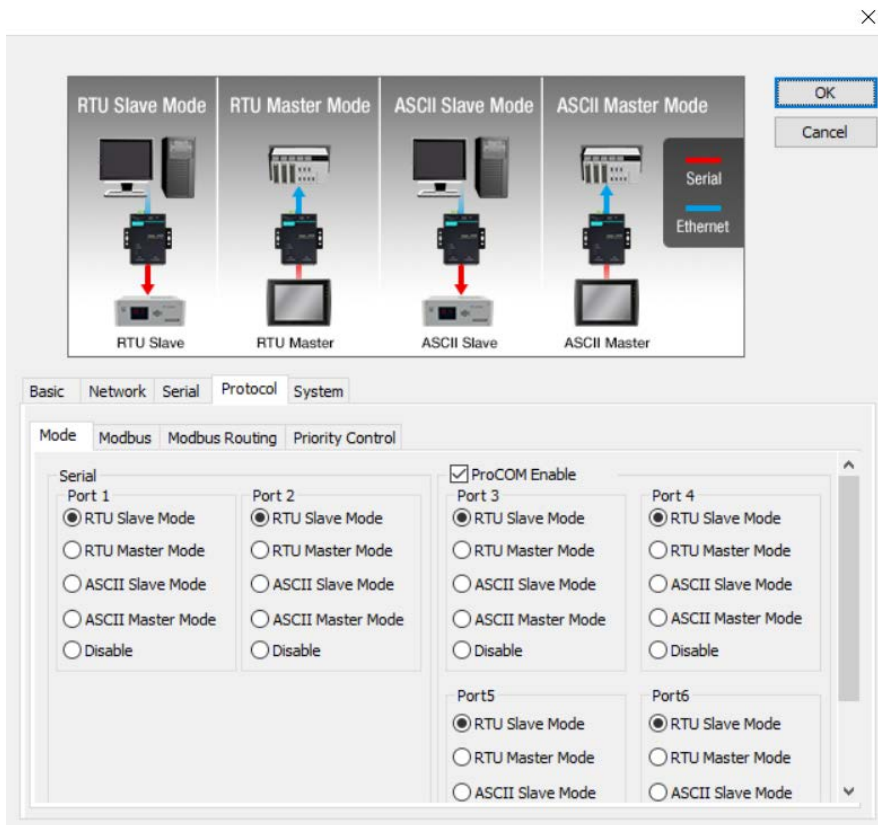 RTU Slave Mode RTU Master Mode ASCII Slave Mode ASCII Master Mode
Serial
Ethernet
RTU Slave RTU Master ASCII Slave ASCII Master
OK
Cancel
Basic Network Serial Protocol System
Mode Modbus Modbus Routing Priority Control
Serial
Port 1
RTU Slave Mode
RTU Master Mode
ASCII Slave Mode
ASCII Master Mode
Disable
Port 2
RTU Slave Mode
RTU Master Mode
ASCII Slave Mode
ASCII Master Mode
Disable
ProCOM Enable
Port 3
RTU Slave Mode
RTU Master Mode
ASCII Slave Mode
ASCII Master Mode
Disable
Port 4
RTU Slave Mode
RTU Master Mode
ASCII Slave Mode
ASCII Master Mode
Disable
Port5
RTU Slave Mode
RTU Master Mode
ASCII Slave Mode
Port6
RTU Slave Mode
RTU Master Mode
ASCII Slave Mode